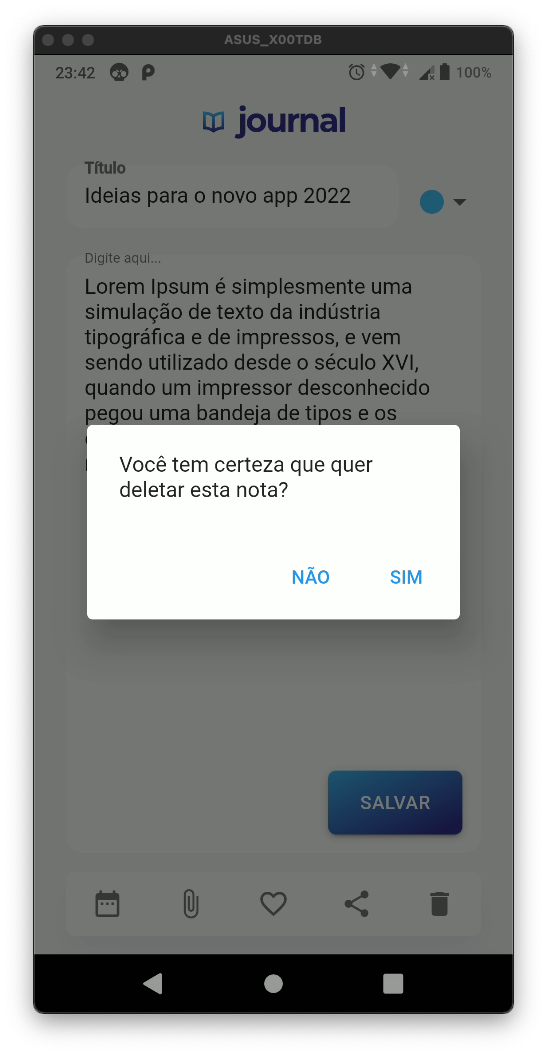 ASUS_X00TDB
23:42
100%
journal
Título
Ideias para o novo app 2022
Digite aqui...
Lorem Ipsum é simplesmente uma
simulação de texto da indústria
tipográfica e de impressos, e vem
sendo utilizado desde o século XVI,
quando um impressor desconhecido
pegou uma bandeja de tipos e os
Você tem certeza que quer
deletar esta nota?
NÃO SIM
SALVAR